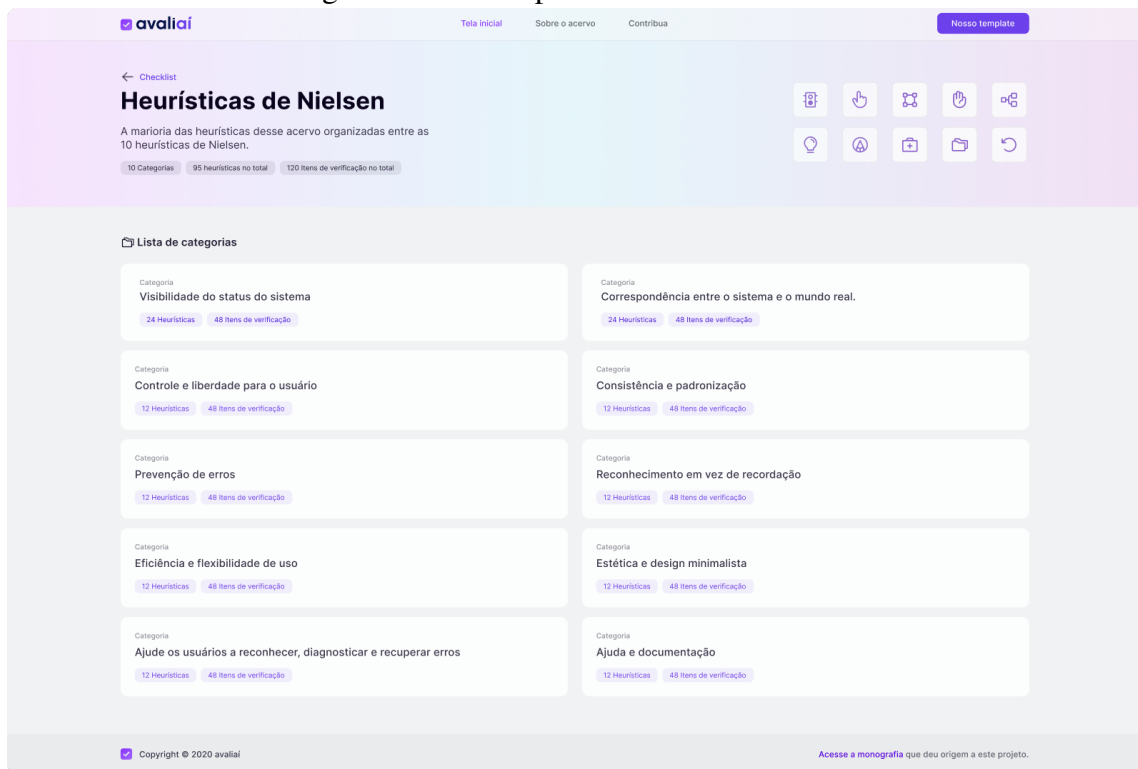 avaliaí
Tela inicial
Sobre o acervo
Contribua
Nosso template
Checklist
Heurísticas de Nielsen
A marioria das heurísticas desse acervo organizadas entre as
10 heurísticas de Nielsen.
10 Categorias
95 heurísticas no total
120 Itens de verificação no total
Lista de categorias
Categoria
Visibilidade do status do sistema
24 Heurísticas
48 Itens de verificação
Categoria
Correspondência entre o sistema e o mundo real.
24 Heurísticas
48 Itens de verificação
Categoria
Controle e liberdade para o usuário
12 Heurísticas
48 Itens de verificação
Categoria
Consistência e padronização
12 Heurísticas
48 Itens de verificação
Categoria
Prevenção de erros
12 Heurísticas
48 Itens de verificação
Categoria
Reconhecimento em vez de recordação
12 Heurísticas
48 Itens de verificação
Categoria
Eficiência e flexibilidade de uso
12 Heurísticas
48 Itens de verificação
Categoria
Estética e design minimalista
12 Heurísticas
48 Itens de verificação
Categoria
Ajude os usuários a reconhecer, diagnosticar e recuperar erros
12 Heurísticas
48 Itens de verificação
Categoria
Ajuda e documentação
12 Heurísticas
48 Itens de verificação
Copyright © 2020 avaliaí
Acesse a monografia que deu origem a este projeto.